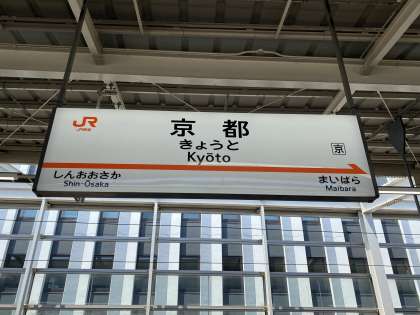 JR
京都
きょうと
Kyōto
京
しんおおさか
Shin-Ōsaka
まいばら
Maibara